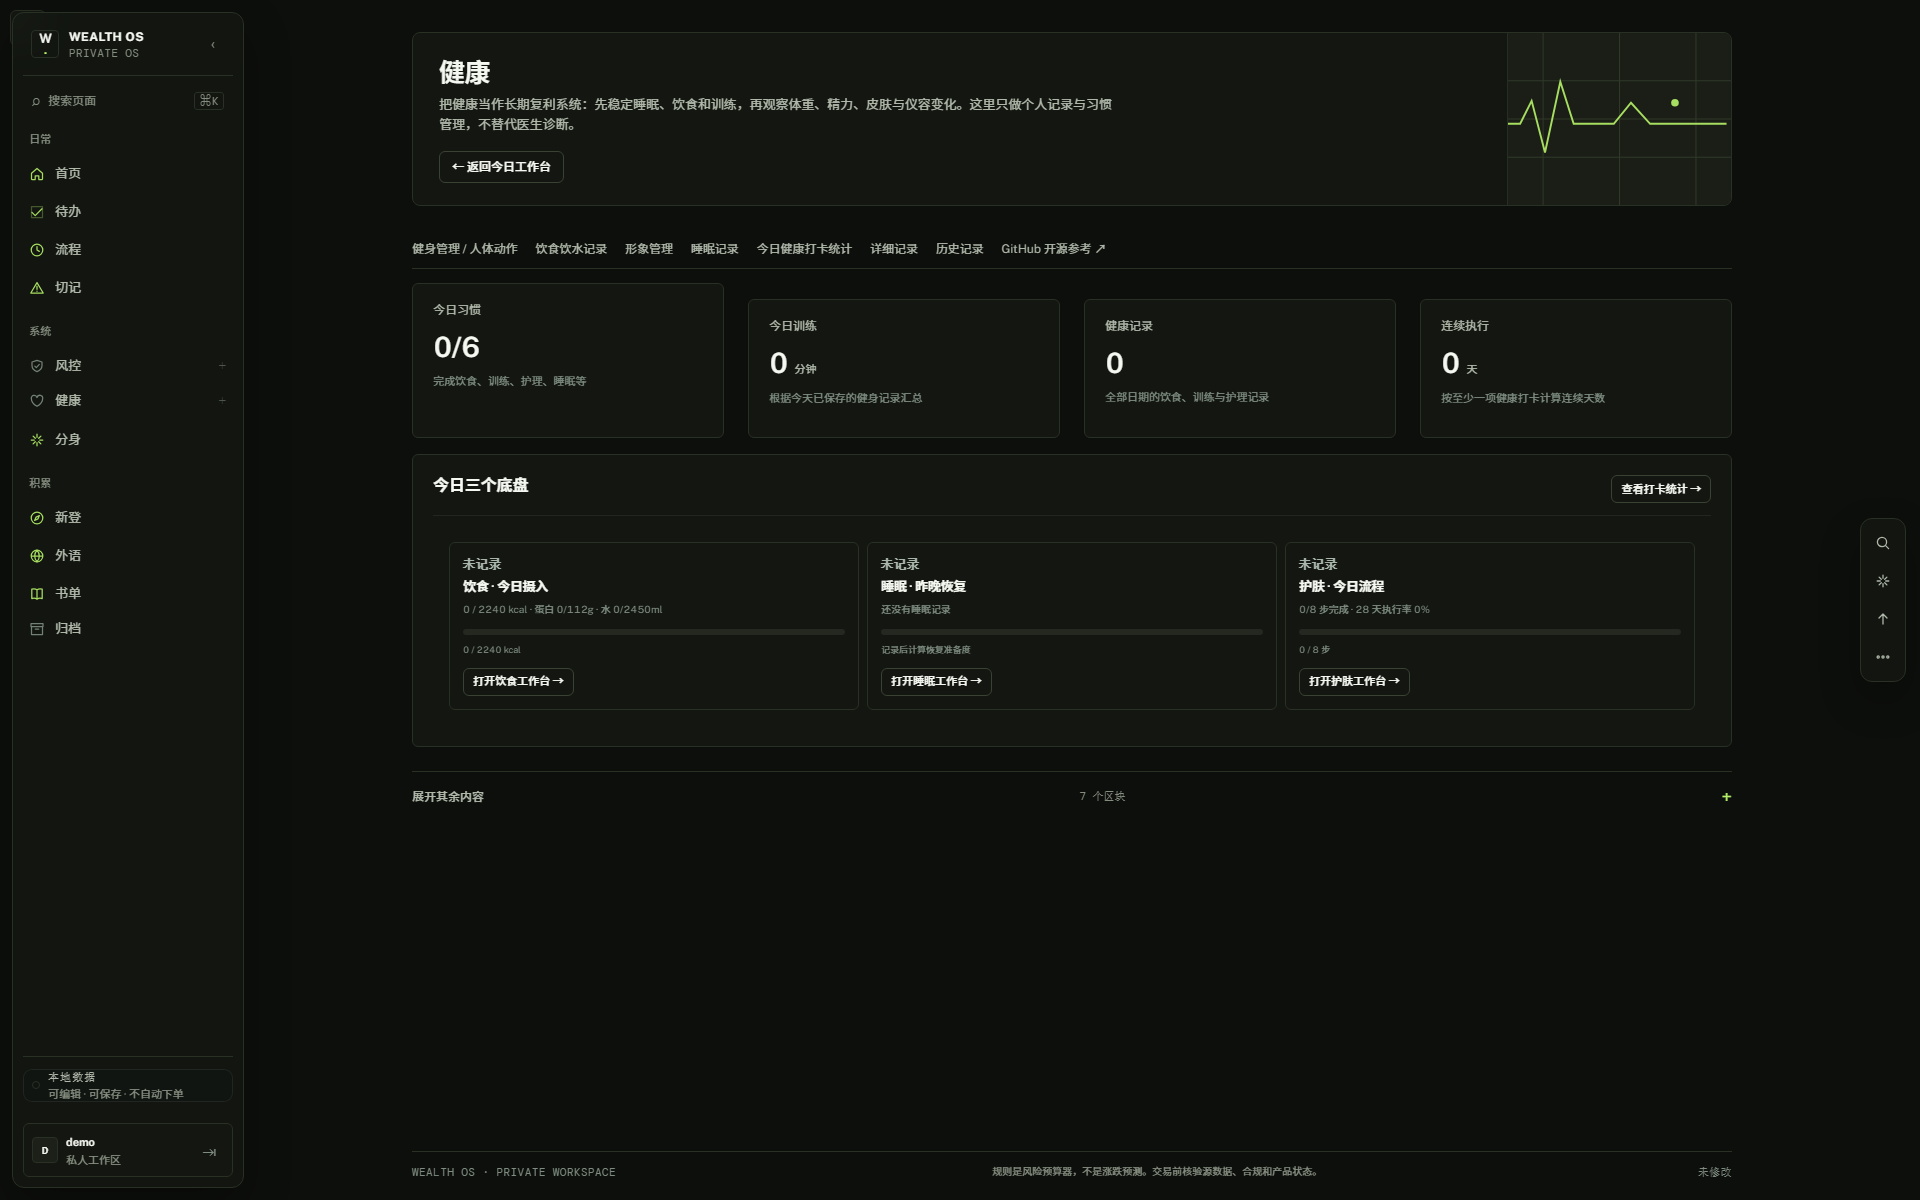 W
WEALTH OS
PRIVATE OS
‹
搜索页面
⌘K
日常
首页
待办
流程
切记
系统
风控 +
健康 +
分身
积累
新登
外语
书单
归档
本地数据
可编辑 · 可保存 · 不自动下单
D
demo
私人工作区
健康
把健康当作长期复利系统：先稳定睡眠、饮食和训练，再观察体重、精力、皮肤与仪容变化。这里只做个人记录与习惯
管理，不替代医生诊断。
← 返回今日工作台
健身管理 / 人体动作 饮食饮水记录 形象管理 睡眠记录 今日健康打卡统计 详细记录 历史记录 GitHub 开源参考 ↗
今日习惯
0/6
完成饮食、训练、护理、睡眠等
今日训练
0 分钟
根据今天已保存的健身记录汇总
健康记录
0
全部日期的饮食、训练与护理记录
连续执行
0 天
按至少一项健康打卡计算连续天数
今日三个底盘
查看打卡统计 →
未记录
饮食 · 今日摄入
0 / 2240 kcal · 蛋白 0/112g · 水 0/2450ml
0 / 2240 kcal
打开饮食工作台 →
未记录
睡眠 · 昨晚恢复
还没有睡眠记录
记录后计算恢复准备度
打开睡眠工作台 →
未记录
护肤 · 今日流程
0/8 步完成 · 28 天执行率 0%
0 / 8 步
打开护肤工作台 →
展开其余内容 7 个区块 +
WEALTH OS · PRIVATE WORKSPACE 规则是风险预算器，不是涨跌预测。交易前核验源数据、合规和产品状态。 未修改